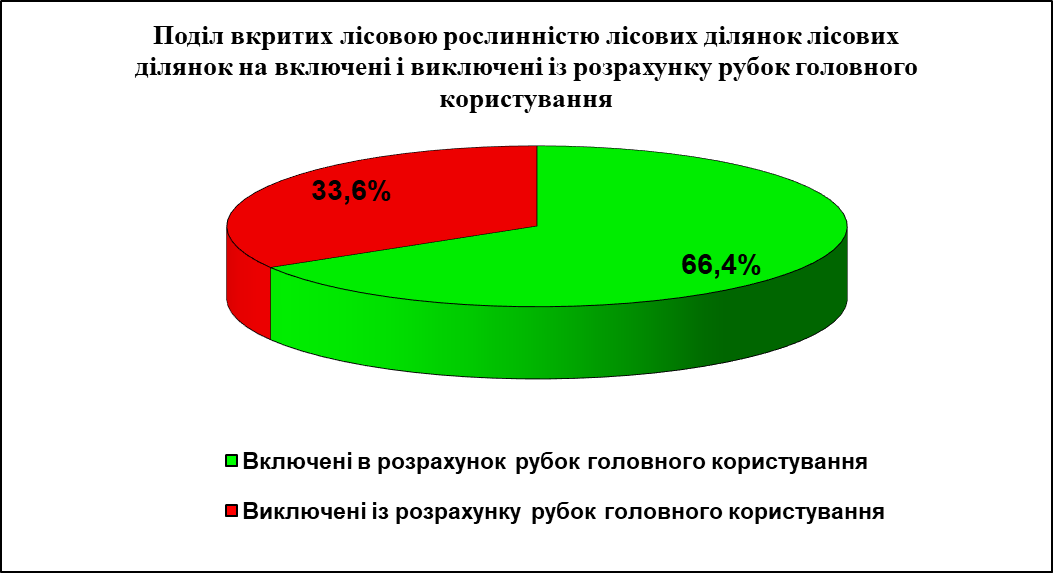 Поділ вкритих лісовою рослинністю лісових ділянок лісових
ділянок на включені і виключені із розрахунку рубок головного
користування
33,6%
66,4%
Включені в розрахунок рубок головного користування
Виключені із розрахунку рубок головного користування